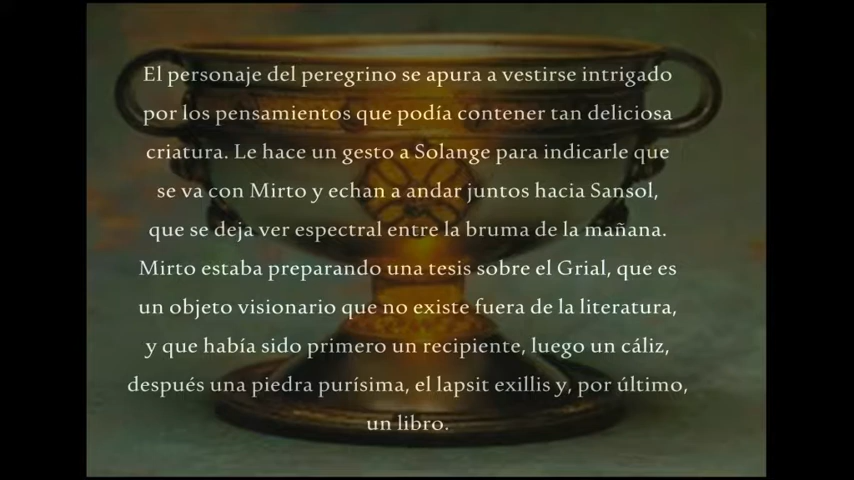 El personaje del peregrino se apura a vestirse intrigado
por los pensamientos que podía contener tan deliciosa
criatura. Le hace un gesto a Solange para indicarle que
se va con Mirto y echan a andar juntos hacia Sansol,
que se deja ver espectral entre la bruma de la mañana.
Mirto estaba preparando una tesis sobre el Grial, que es
un objeto visionario que no existe fuera de la literatura,
y que había sido primero un recipiente, luego un cáliz,
después una piedra purísima, el lapsit exillis y, por último,
un libro.